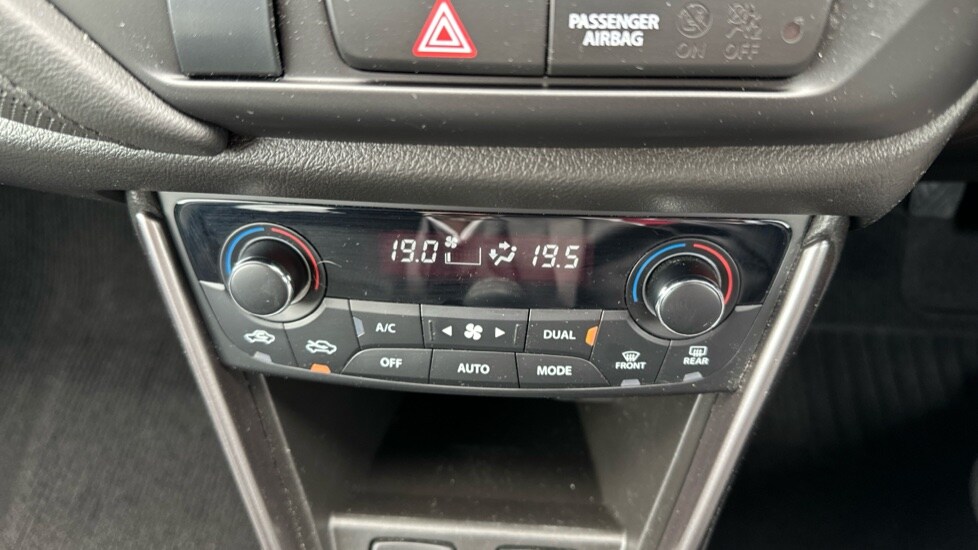 PASSENGER
AIRBAG
ON OFF
19.0 19.5
A/C DUAL
OFF AUTO MODE
FRONT REAR